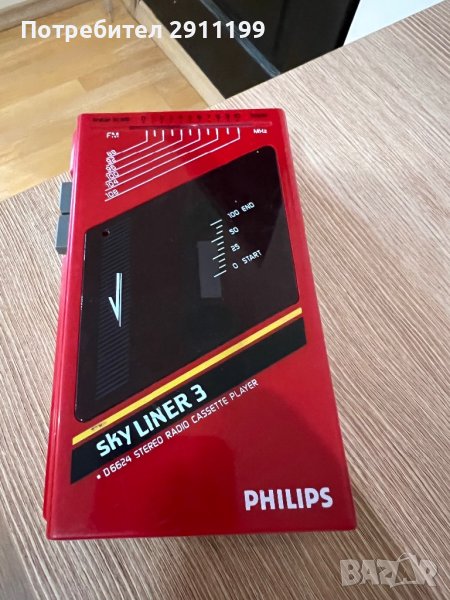 Потребител 2911199
FM
MHz
100 END
50
25
0 START
SKY LINER 3
• D6624 STEREO RADIO CASSETTE PLAYER
PHILIPS
BAZAR